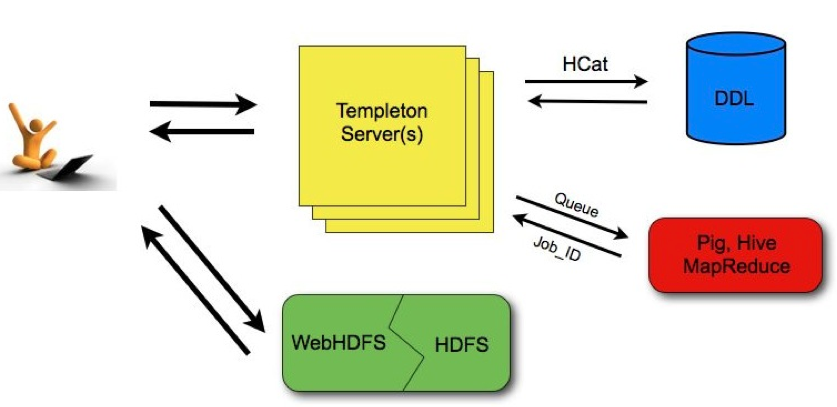 HCat
Templeton
Server(s)
DDL
Queue
Job_ID
Pig, Hive
MapReduce
WebHDFS
HDFS